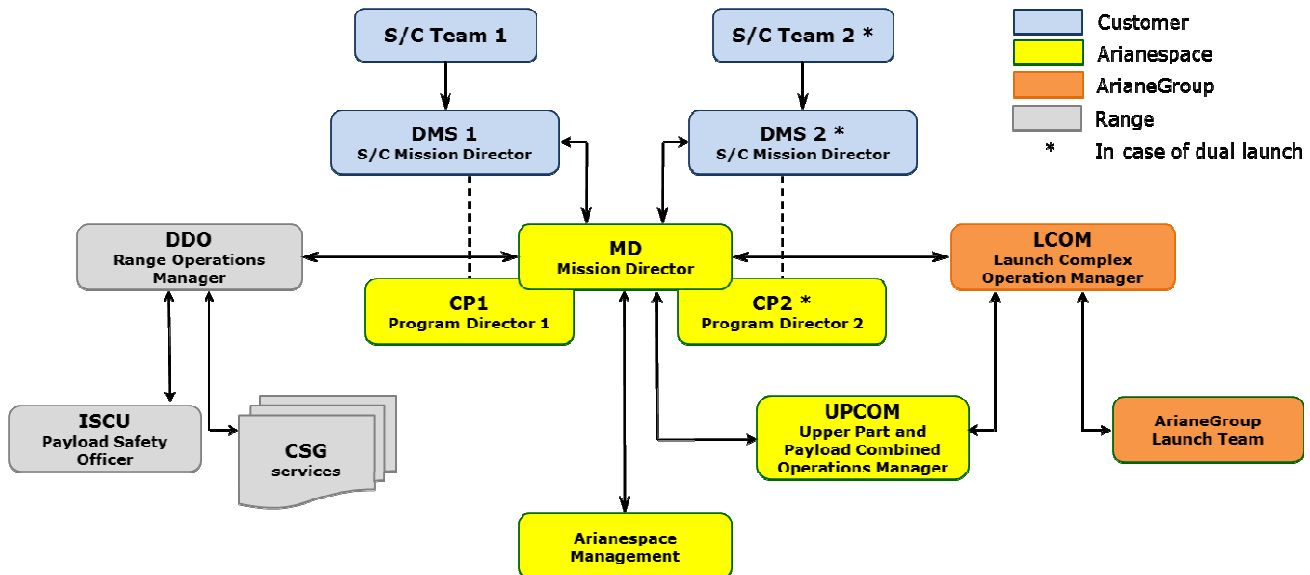 S/C Team 1
S/C Team 2 *
Customer
Arianespace
ArianeGroup
Range
* In case of dual launch
DMS 1
S/C Mission Director
DMS 2 *
S/C Mission Director
DDO
Range Operations
Manager
MD
Mission Director
LCOM
Launch Complex
Operation Manager
CP1
Program Director 1
CP2 *
Program Director 2
ISCU
Payload Safety
Officer
CSG
services
UPCOM
Upper Part and
Payload Combined
Operations Manager
ArianeGroup
Launch Team
Arianespace
Management